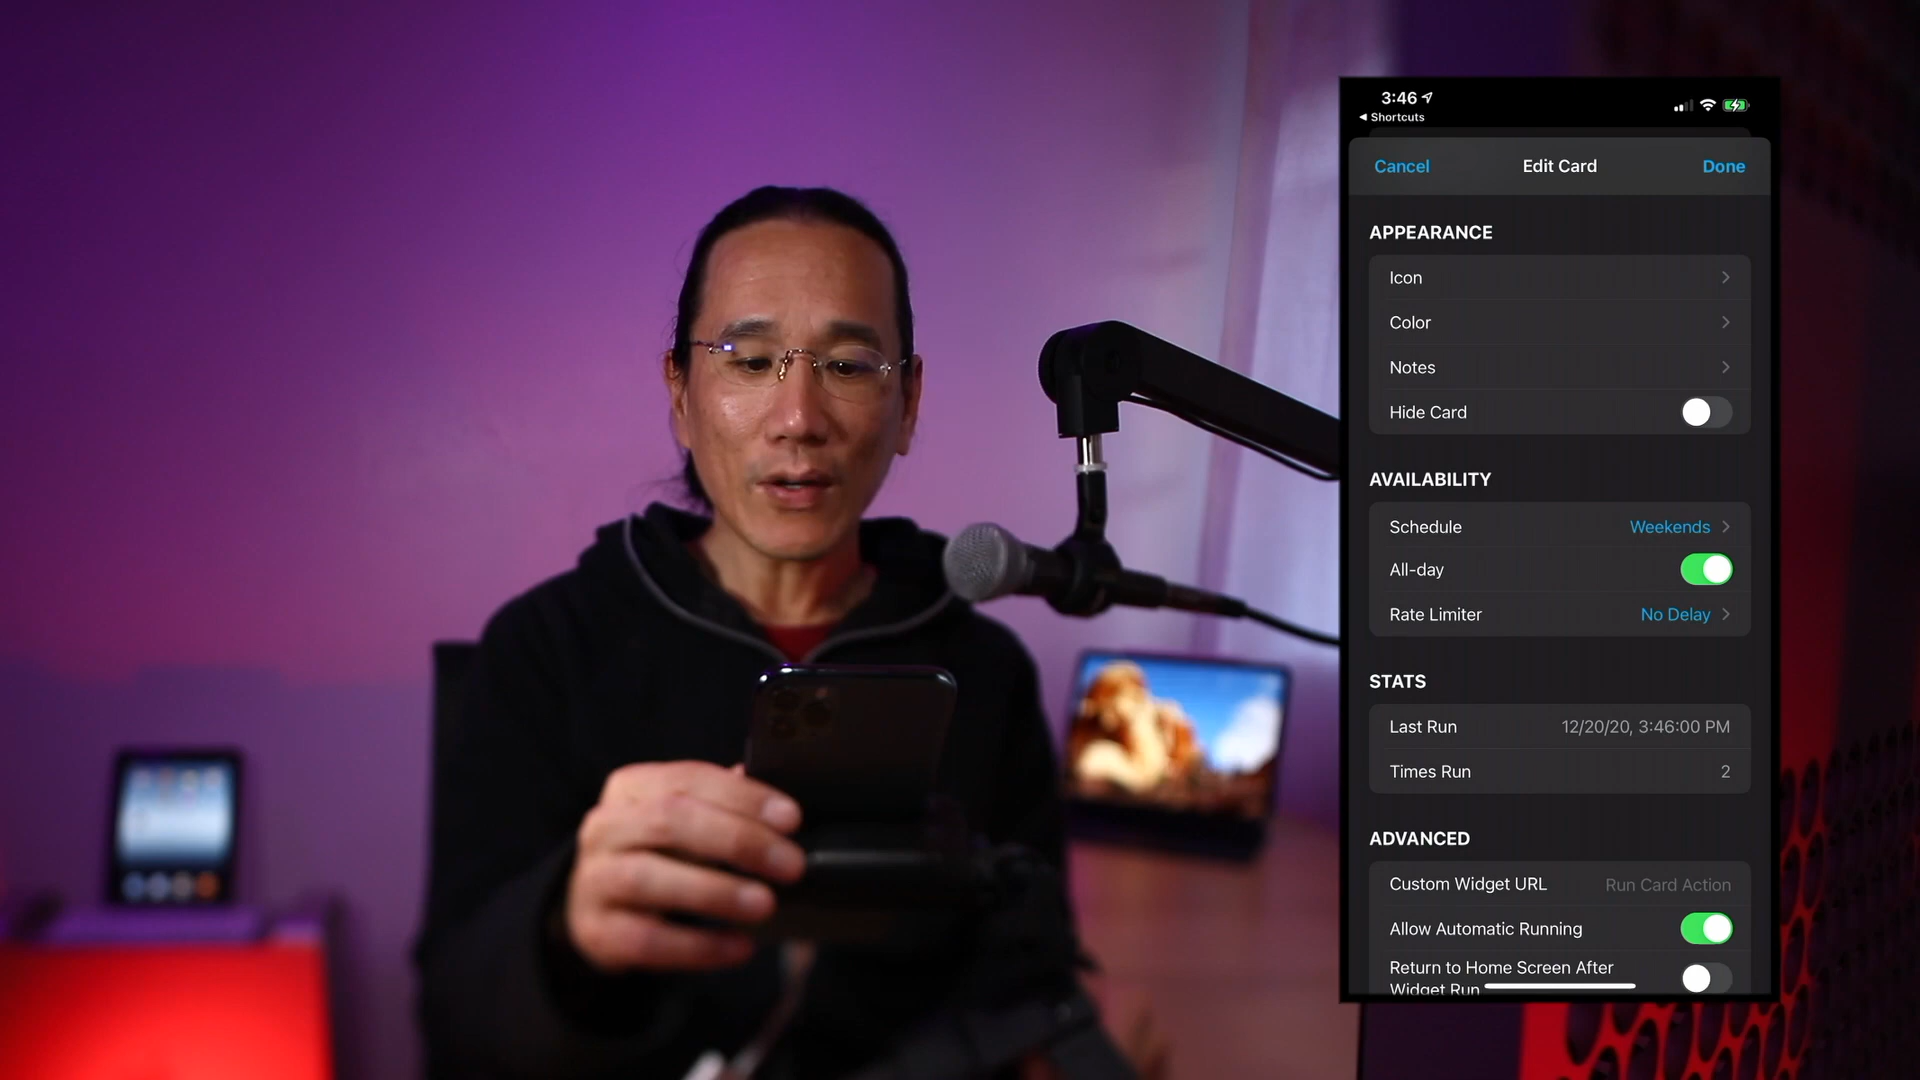 3:46
◀ Shortcuts
Cancel Edit Card Done
APPEARANCE
Icon
Color
Notes
Hide Card
AVAILABILITY
Schedule Weekends
All-day
Rate Limiter No Delay
STATS
Last Run 12/20/20, 3:46:00 PM
Times Run 2
ADVANCED
Custom Widget URL Run Card Action
Allow Automatic Running
Return to Home Screen After
Widget Run